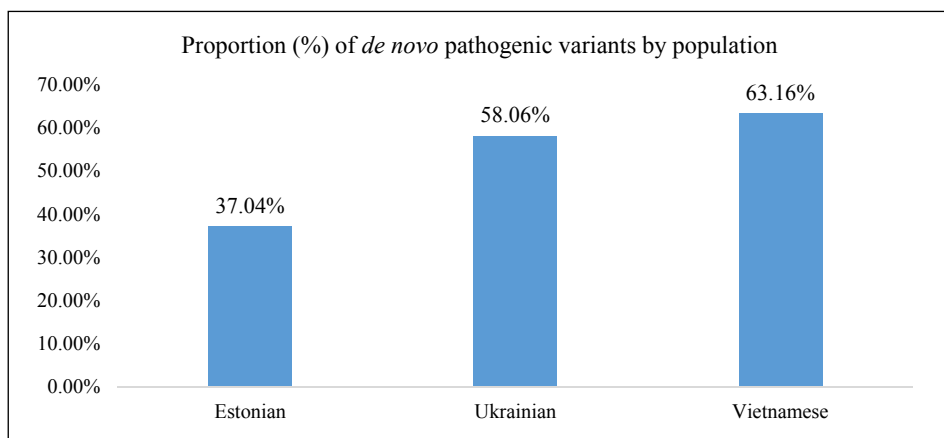 Proportion (%) of de novo pathogenic variants by population
70.00%
60.00%
50.00%
40.00%
30.00%
20.00%
10.00%
0.00%
37.04%
58.06%
63.16%
Estonian
Ukrainian
Vietnamese